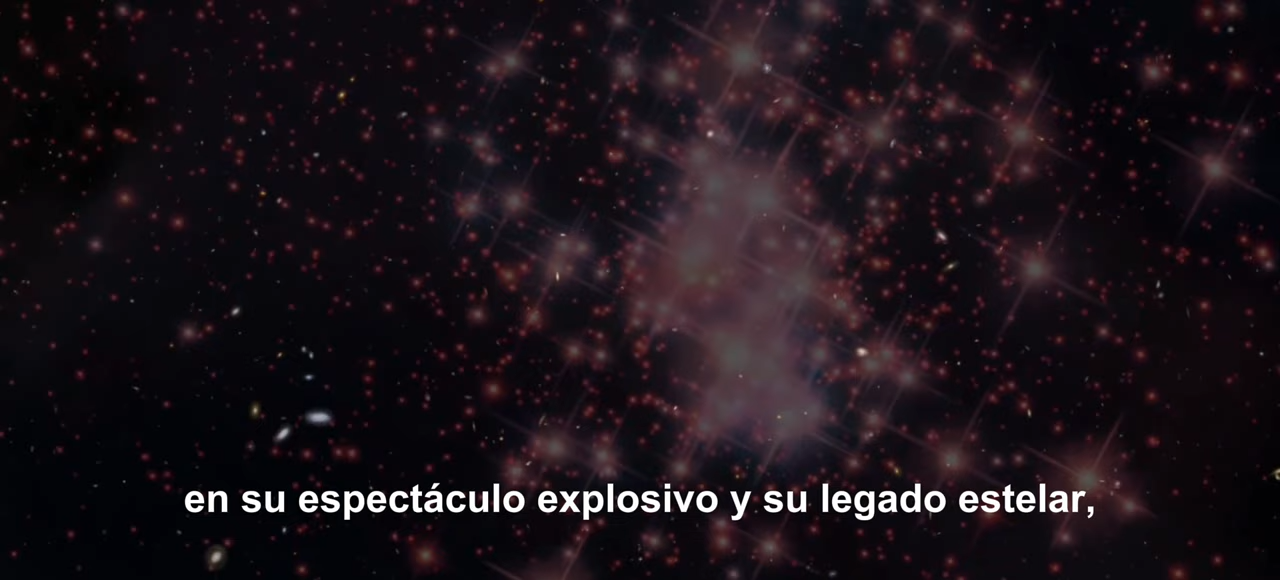 en su espectáculo explosivo y su legado estelar,